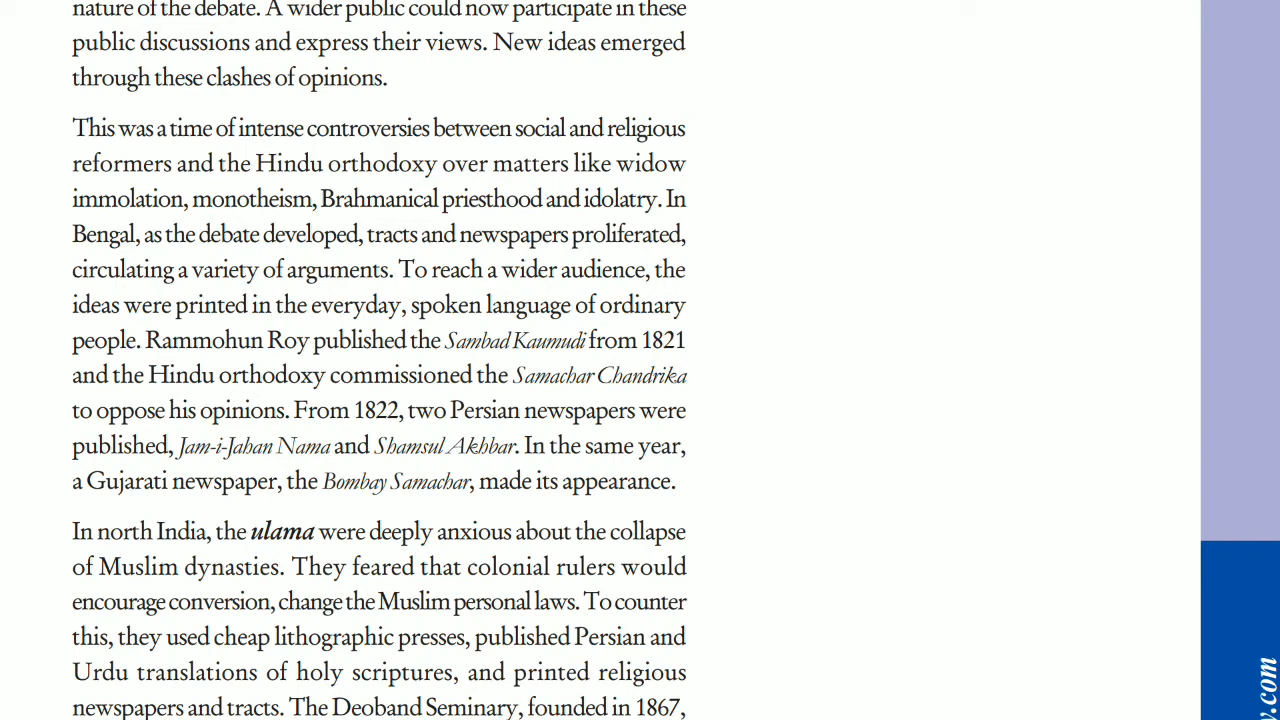 nature of the debate. A wider public could now participate in these
public discussions and express their views. New ideas emerged
through these clashes of opinions.
This was a time of intense controversies between social and religious
reformers and the Hindu orthodoxy over matters like widow
immolation, monotheism, Brahmanical priesthood and idolatry. In
Bengal, as the debate developed, tracts and newspapers proliferated,
circulating a variety of arguments. To reach a wider audience, the
ideas were printed in the everyday, spoken language of ordinary
people. Rammohun Roy published the Sambad Kaumudi from 1821
and the Hindu orthodoxy commissioned the Samachar Chandrika
to oppose his opinions. From 1822, two Persian newspapers were
published, Jam-i-Jahan Nama and Shamsul Akhbar. In the same year,
a Gujarati newspaper, the Bombay Samachar, made its appearance.
In north India, the ulama were deeply anxious about the collapse
of Muslim dynasties. They feared that colonial rulers would
encourage conversion, change the Muslim personal laws. To counter
this, they used cheap lithographic presses, published Persian and
Urdu translations of holy scriptures, and printed religious
newspapers and tracts. The Deoband Seminary, founded in 1867,
.com